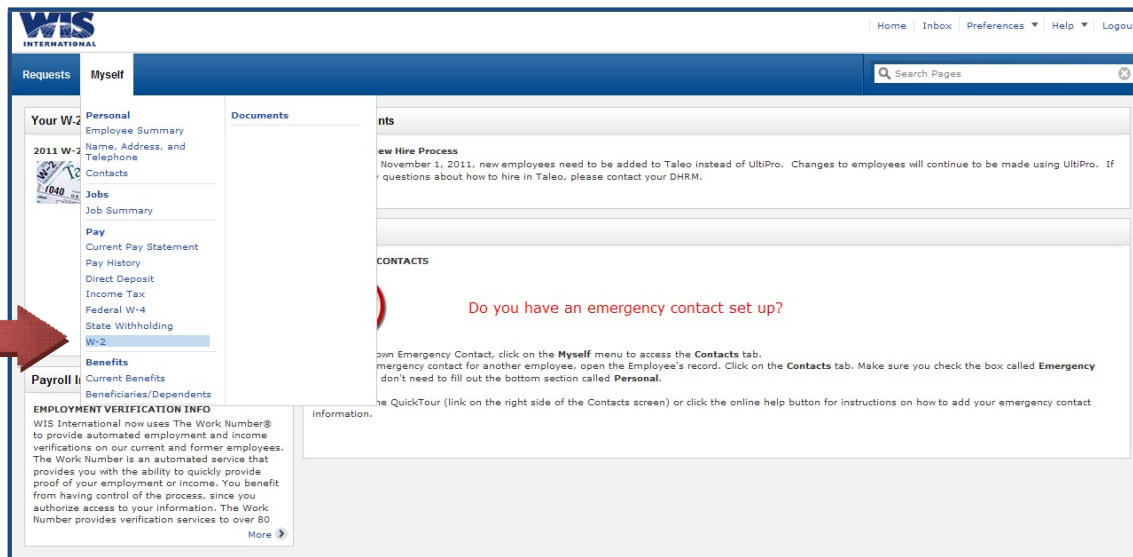 WIS
INTERNATIONAL
Home Inbox Preferences Help Logou
Requests Myself
Search Pages
Your W-2
2011 W-2
1040
Personal
Employee Summary
Name, Address, and
Telephone
Contacts
Jobs
Job Summary
Pay
Current Pay Statement
Pay History
Direct Deposit
Income Tax
Federal W-4
State Withholding
W-2
Benefits
Current Benefits
Beneficiaries/Dependents
Documents
nts
ew Hire Process
November 1, 2011, new employees need to be added to Taleo instead of UltiPro. Changes to employees will continue to be made using UltiPro. If
questions about how to hire in Taleo, please contact your DHRM.
CONTACTS
Do you have an emergency contact set up?
own Emergency Contact, click on the Myself menu to access the Contacts tab.
mergency contact for another employee, open the Employee's record. Click on the Contacts tab. Make sure you check the box called Emergency
don't need to fill out the bottom section called Personal.
he QuickTour (link on the right side of the Contacts screen) or click the online help button for instructions on how to add your emergency contact
information.
Payroll I
EMPLOYMENT VERIFICATION INFO
WIS International now uses The Work Number®
to provide automated employment and income
verifications on our current and former employees.
The Work Number is an automated service that
provides you with the ability to quickly provide
proof of your employment or income. You benefit
from having control of the process, since you
authorize access to your information. The Work
Number provides verification services to over 80
More